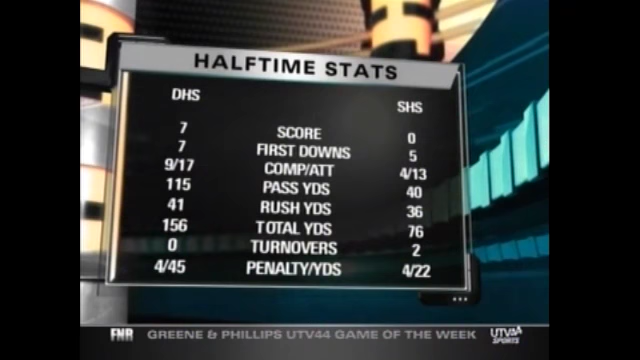 HALFTIME STATS
DHS SHS
7 SCORE 0
7 FIRST DOWNS 5
9/17 COMP/ATT 4/13
115 PASS YDS 40
41 RUSH YDS 36
156 TOTAL YDS 76
0 TURNOVERS 2
4/45 PENALTY/YDS 4/22
FNR GREENE & PHILLIPS UTV44 GAME OF THE WEEK UTV44
SPORTS